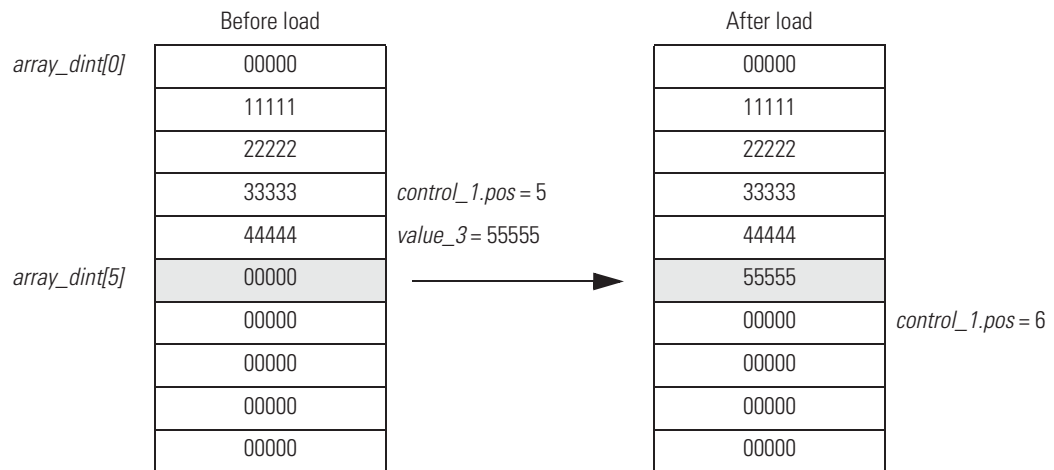 Before load After load
array_dint[0] 00000 00000
11111 11111
22222 22222
33333 control_1.pos = 5 33333
44444 value_3 = 55555 44444
array_dint[5] 00000 55555
00000 00000 control_1.pos = 6
00000 00000
00000 00000
00000 00000